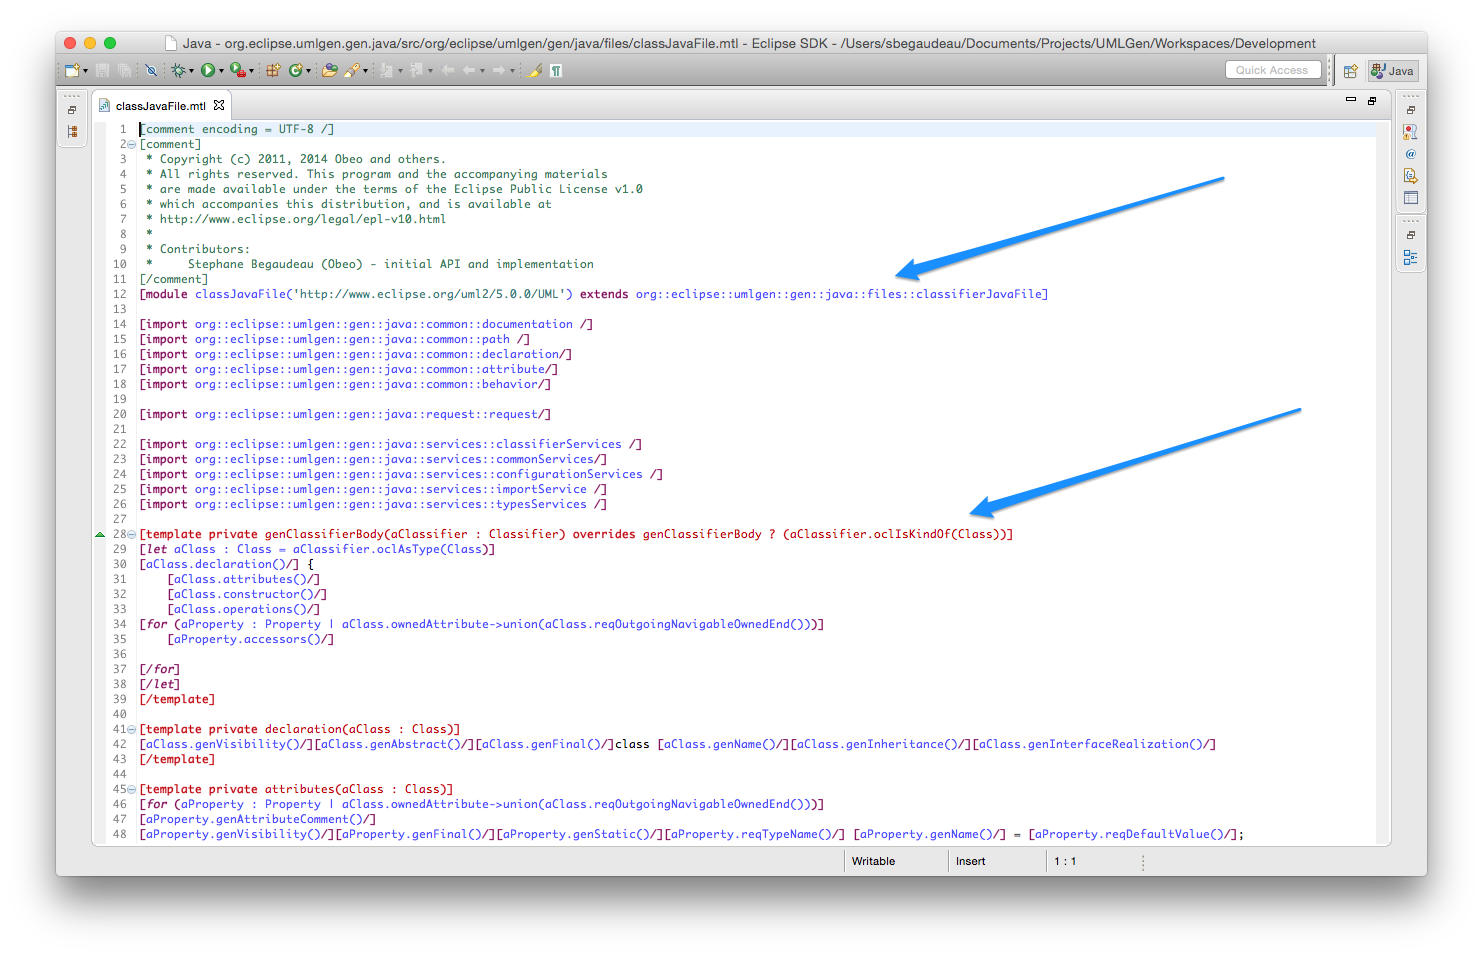 Java - org.eclipse.umlgen.gen.java/src/org/eclipse/umlgen/gen/java/files/classJavaFile.mtl - Eclipse SDK - /Users/sbegaudeau/Documents/Projects/UMLGen/Workspaces/Development
Quick Access
Java
classJavaFile.mtl
1 [comment encoding = UTF-8 /]
2 [comment]
3 * Copyright (c) 2011, 2014 Obeo and others.
4 * All rights reserved. This program and the accompanying materials
5 * are made available under the terms of the Eclipse Public License v1.0
6 * which accompanies this distribution, and is available at
7 * http://www.eclipse.org/legal/epl-v10.html
8 *
9 * Contributors:
10 *     Stephane Begaudeau (Obeo) - initial API and implementation
11 [/comment]
12 [module classJavaFile('http://www.eclipse.org/uml2/5.0.0/UML') extends org::eclipse::umlgen::gen::java::files::classifierJavaFile]
13
14 [import org::eclipse::umlgen::gen::java::common::documentation /]
15 [import org::eclipse::umlgen::gen::java::common::path /]
16 [import org::eclipse::umlgen::gen::java::common::declaration/]
17 [import org::eclipse::umlgen::gen::java::common::attribute/]
18 [import org::eclipse::umlgen::gen::java::common::behavior/]
19
20 [import org::eclipse::umlgen::gen::java::request::request/]
21
22 [import org::eclipse::umlgen::gen::java::services::classifierServices /]
23 [import org::eclipse::umlgen::gen::java::services::commonServices/]
24 [import org::eclipse::umlgen::gen::java::services::configurationServices /]
25 [import org::eclipse::umlgen::gen::java::services::importService /]
26 [import org::eclipse::umlgen::gen::java::services::typesServices /]
27
28 [template private genClassifierBody(aClassifier : Classifier) overrides genClassifierBody ? (aClassifier.oclIsKindOf(Class))]
29 [let aClass : Class = aClassifier.oclAsType(Class)]
30 [aClass.declaration()/] {
31     [aClass.attributes()/]
32     [aClass.constructor()/]
33     [aClass.operations()/]
34 [for (aProperty : Property | aClass.ownedAttribute->union(aClass.reqOutgoingNavigableOwnedEnd()))]
35     [aProperty.accessors()/]
36
37 [/for]
38 [/let]
39 [/template]
40
41 [template private declaration(aClass : Class)]
42 [aClass.genVisibility()/][aClass.genAbstract()/][aClass.genFinal()/]class [aClass.genName()/][aClass.genInheritance()/][aClass.genInterfaceRealization()/]
43 [/template]
44
45 [template private attributes(aClass : Class)]
46 [for (aProperty : Property | aClass.ownedAttribute->union(aClass.reqOutgoingNavigableOwnedEnd()))]
47 [aProperty.genAttributeComment()/]
48 [aProperty.genVisibility()/][aProperty.genFinal()/][aProperty.genStatic()/][aProperty.reqTypeName()/] [aProperty.genName()/] = [aProperty.reqDefaultValue()/];
Writable
Insert
1 : 1